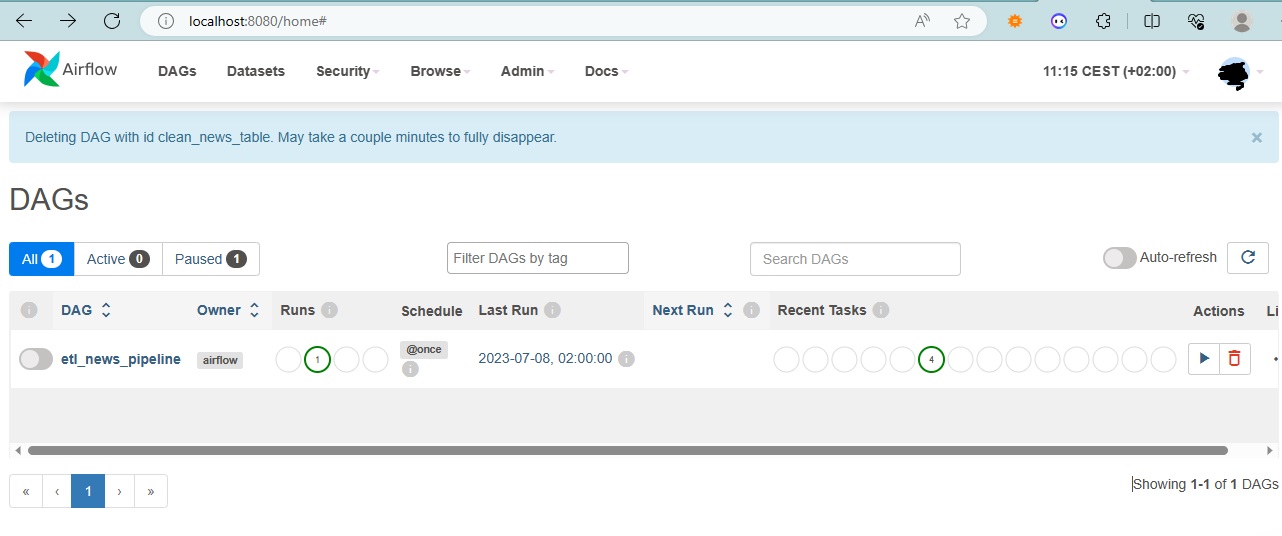 localhost:8080/home#
Airflow DAGs Datasets Security Browse Admin Docs 11:15 CEST (+02:00)
Deleting DAG with id clean_news_table. May take a couple minutes to fully disappear. ×
DAGs
All 1 Active 0 Paused 1 Filter DAGs by tag Search DAGs Auto-refresh
i DAG Owner Runs i Schedule Last Run i Next Run i Recent Tasks i Actions Li
etl_news_pipeline airflow 1 @once i 2023-07-08, 02:00:00 i 4
« ‹ 1 › » Showing 1-1 of 1 DAGs